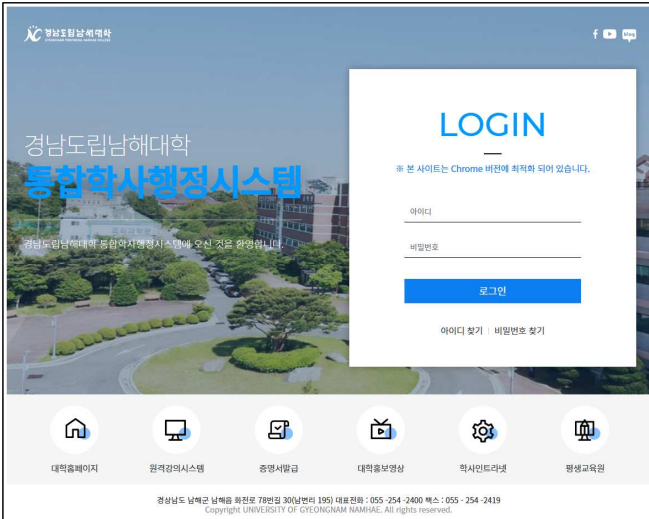 경남도립남해대학
f
blog
경남도립남해대학
통합학사행정시스템
경남도립남해대학 통합학사행정시스템에 오신 것을 환영합니다.
LOGIN
※ 본 사이트는 Chrome 버전에 최적화 되어 있습니다.
아이디
비밀번호
로그인
아이디 찾기 | 비밀번호 찾기
대학홈페이지 원격강의시스템 증명서발급 대학홍보영상 학사인트라넷 평생교육원
경상남도 남해군 남해읍 화전로 78번길 30(남변리 195) 대표전화 : 055 -254 -2400 팩스 : 055 - 254 -2419
Copyright UNIVERSITY OF GYEONGNAM NAMHAE. All rights reserved.